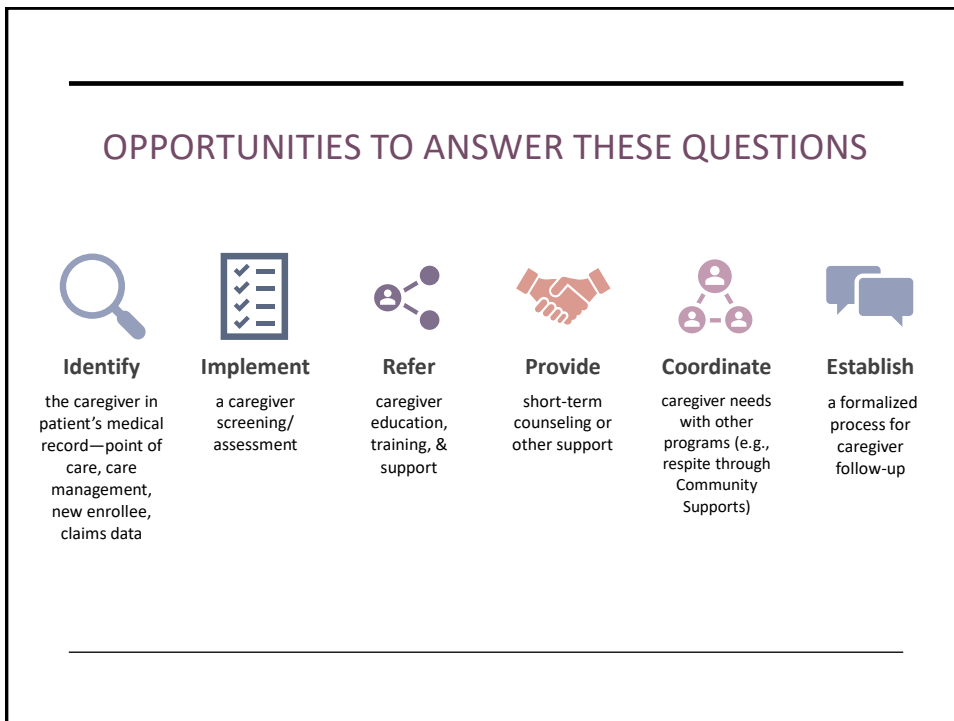 OPPORTUNITIES TO ANSWER THESE QUESTIONS
Identify
the caregiver in
patient’s medical
record—point of
care, care
management,
new enrollee,
claims data
Implement
a caregiver
screening/
assessment
Refer
caregiver
education,
training, &
support
Provide
short-term
counseling or
other support
Coordinate
caregiver needs
with other
programs (e.g.,
respite through
Community
Supports)
Establish
a formalized
process for
caregiver
follow-up